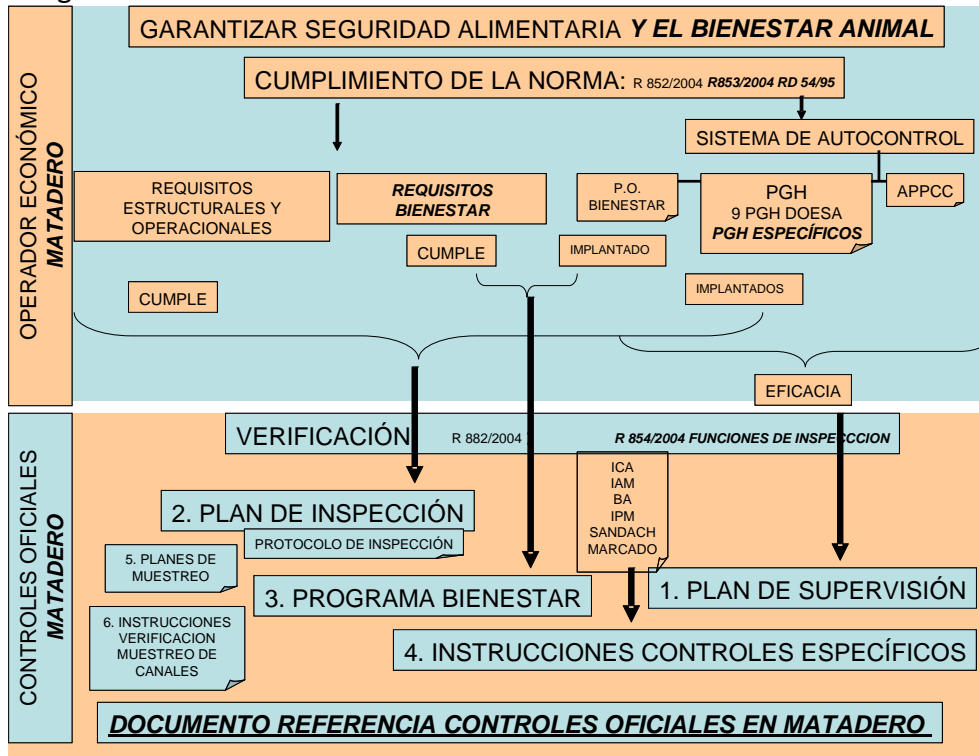 GARANTIZAR SEGURIDAD ALIMENTARIA Y EL BIENESTAR ANIMAL
CUMPLIMIENTO DE LA NORMA: R 852/2004 R853/2004 RD 54/95
OPERADOR ECONÓMICO
MATADERO
SISTEMA DE AUTOCONTROL
REQUISITOS
ESTRUCTURALES Y
OPERACIONALES
REQUISITOS
BIENESTAR
P.O.
BIENESTAR
PGH
9 PGH DOESA
PGH ESPECÍFICOS
APPCC
CUMPLE
IMPLANTADO
CUMPLE
IMPLANTADOS
EFICACIA
CONTROLES OFICIALES
MATADERO
VERIFICACIÓN R 882/2004 R 854/2004 FUNCIONES DE INSPECCCION
ICA
IAM
BA
IPM
SANDACH
MARCADO
2. PLAN DE INSPECCIÓN
PROTOCOLO DE INSPECCIÓN
5. PLANES DE
MUESTREO
3. PROGRAMA BIENESTAR
1. PLAN DE SUPERVISIÓN
6. INSTRUCCIONES
VERIFICACION
MUESTREO DE
CANALES
4. INSTRUCCIONES CONTROLES ESPECÍFICOS
DOCUMENTO REFERENCIA CONTROLES OFICIALES EN MATADERO